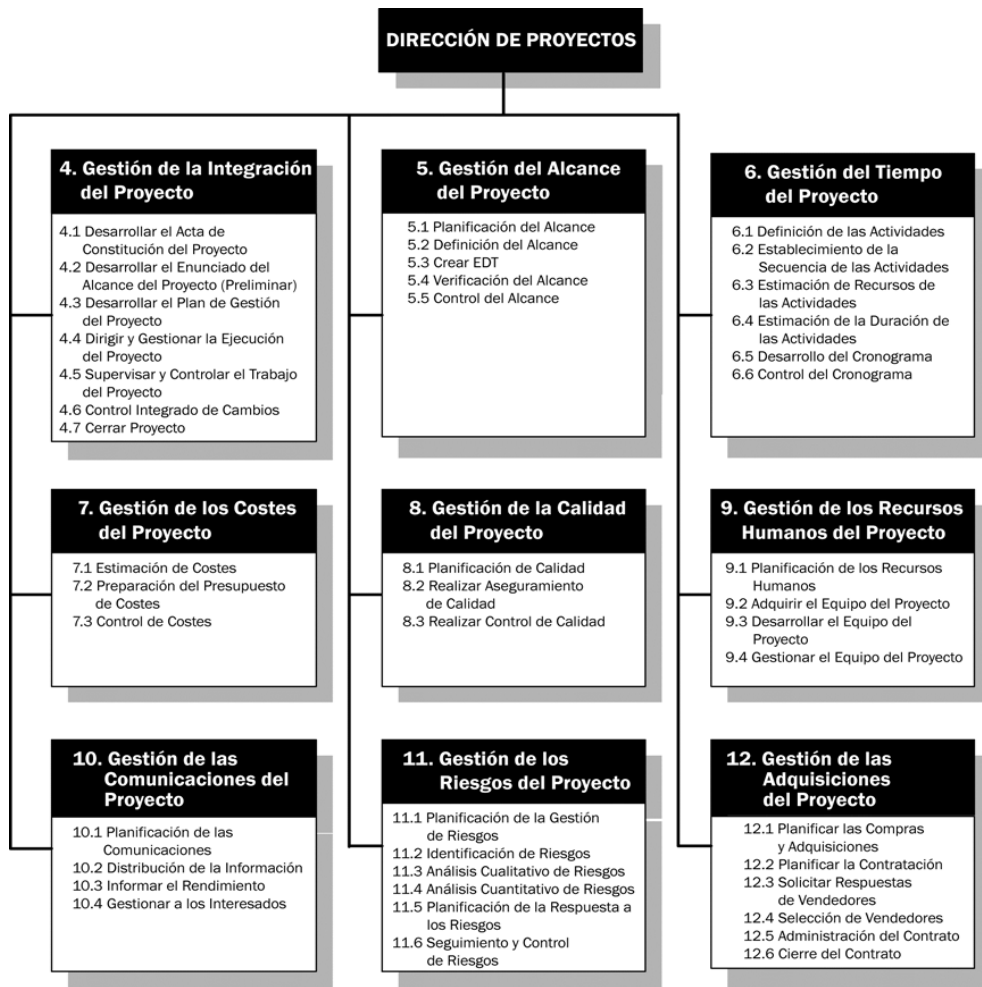 DIRECCIÓN DE PROYECTOS
4. Gestión de la Integración
del Proyecto
4.1 Desarrollar el Acta de
Constitución del Proyecto
4.2 Desarrollar el Enunciado del
Alcance del Proyecto (Preliminar)
4.3 Desarrollar el Plan de Gestión
del Proyecto
4.4 Dirigir y Gestionar la Ejecución
del Proyecto
4.5 Supervisar y Controlar el Trabajo
del Proyecto
4.6 Control Integrado de Cambios
4.7 Cerrar Proyecto
5. Gestión del Alcance
del Proyecto
5.1 Planificación del Alcance
5.2 Definición del Alcance
5.3 Crear EDT
5.4 Verificación del Alcance
5.5 Control del Alcance
6. Gestión del Tiempo
del Proyecto
6.1 Definición de las Actividades
6.2 Establecimiento de la
Secuencia de las Actividades
6.3 Estimación de Recursos de
las Actividades
6.4 Estimación de la Duración de
las Actividades
6.5 Desarrollo del Cronograma
6.6 Control del Cronograma
7. Gestión de los Costes
del Proyecto
7.1 Estimación de Costes
7.2 Preparación del Presupuesto
de Costes
7.3 Control de Costes
8. Gestión de la Calidad
del Proyecto
8.1 Planificación de Calidad
8.2 Realizar Aseguramiento
de Calidad
8.3 Realizar Control de Calidad
9. Gestión de los Recursos
Humanos del Proyecto
9.1 Planificación de los Recursos
Humanos
9.2 Adquirir el Equipo del Proyecto
9.3 Desarrollar el Equipo del
Proyecto
9.4 Gestionar el Equipo del Proyecto
10. Gestión de las
Comunicaciones del
Proyecto
10.1 Planificación de las
Comunicaciones
10.2 Distribución de la Información
10.3 Informar el Rendimiento
10.4 Gestionar a los Interesados
11. Gestión de los
Riesgos del Proyecto
11.1 Planificación de la Gestión
de Riesgos
11.2 Identificación de Riesgos
11.3 Análisis Cualitativo de Riesgos
11.4 Análisis Cuantitativo de Riesgos
11.5 Planificación de la Respuesta a
los Riesgos
11.6 Seguimiento y Control
de Riesgos
12. Gestión de las
Adquisiciones
del Proyecto
12.1 Planificar las Compras
y Adquisiciones
12.2 Planificar la Contratación
12.3 Solicitar Respuestas
de Vendedores
12.4 Selección de Vendedores
12.5 Administración del Contrato
12.6 Cierre del Contrato